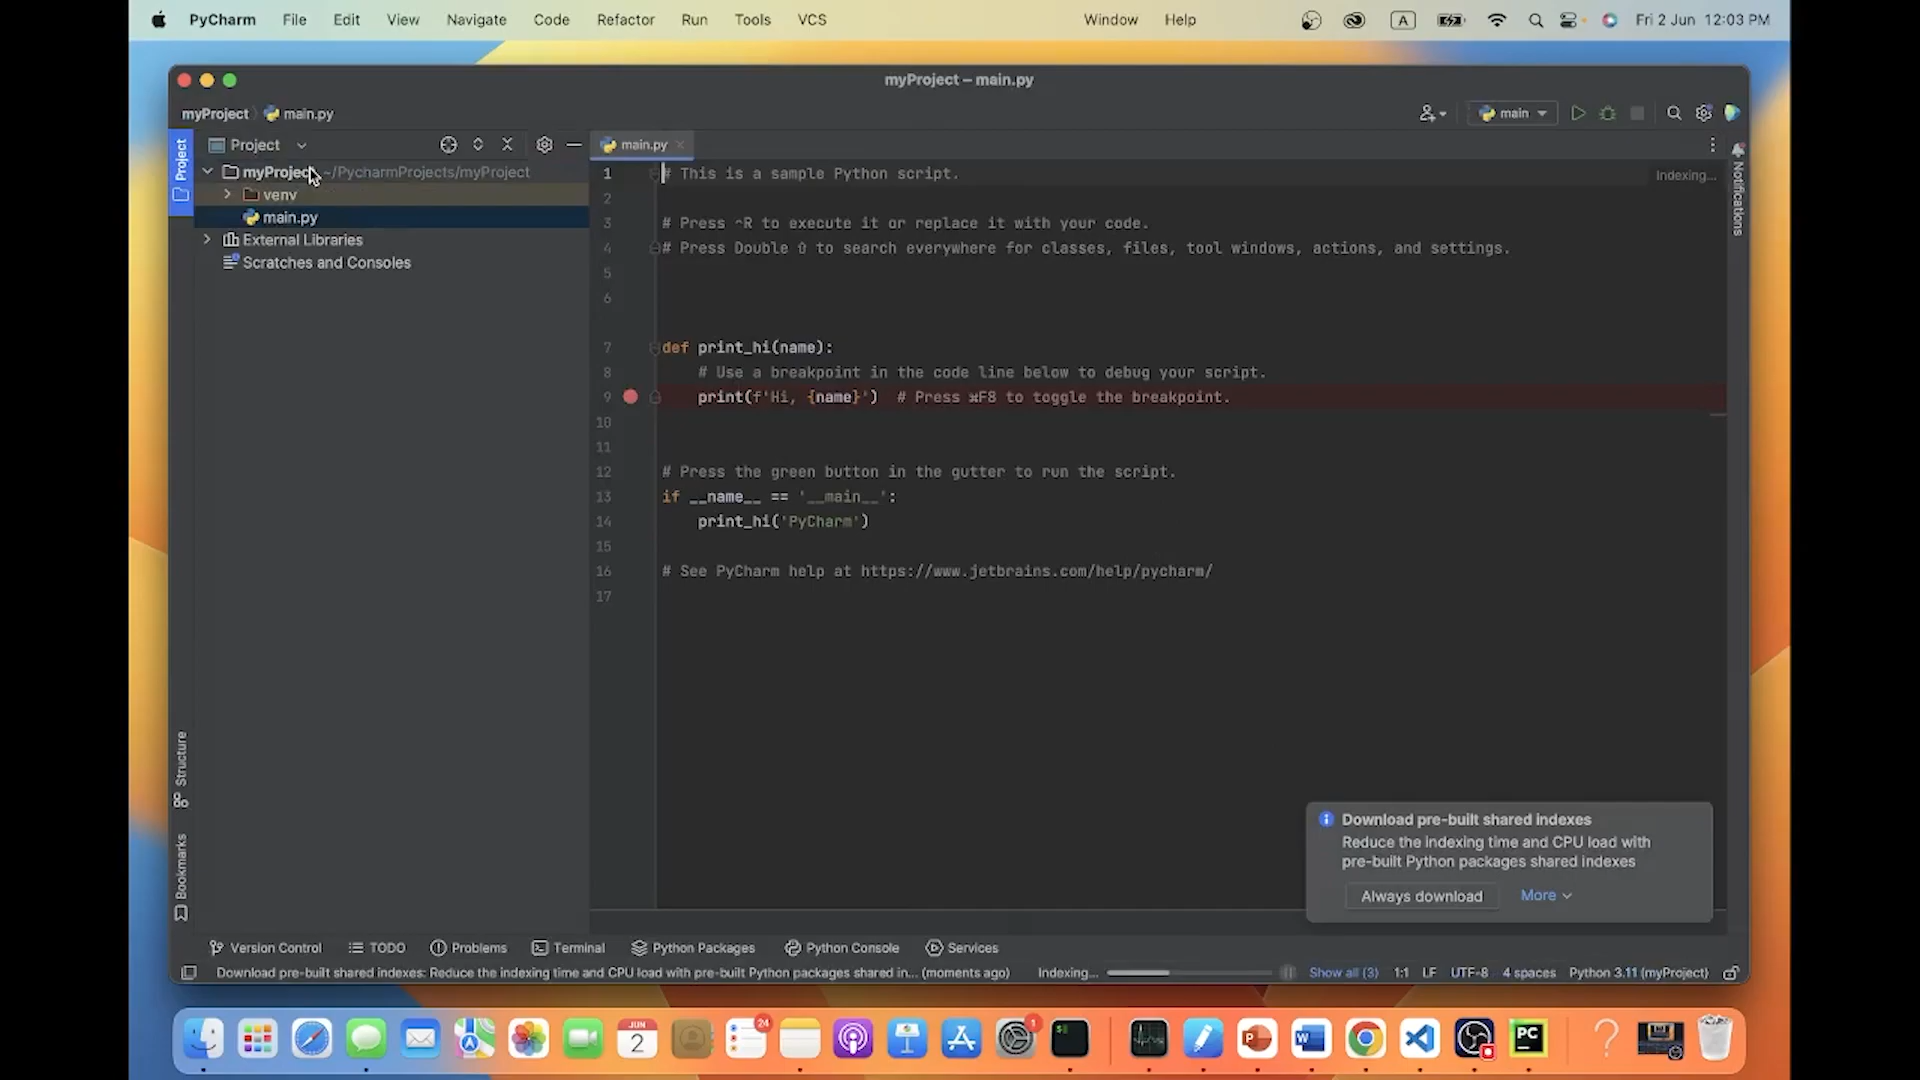 PyCharm File Edit View Navigate Code Refactor Run Tools VCS Window Help A Fri 2 Jun 12:03 PM
myProject – main.py
myProject main.py main
Project main.py
Project
myProject ~/PycharmProjects/myProject
venv
main.py
External Libraries
Scratches and Consoles
1 # This is a sample Python script. Indexing...
2
3 # Press ⌃R to execute it or replace it with your code.
4 # Press Double ⇧ to search everywhere for classes, files, tool windows, actions, and settings.
5
6
7 def print_hi(name):
8 # Use a breakpoint in the code line below to debug your script.
9 print(f'Hi, {name}') # Press ⌘F8 to toggle the breakpoint.
10
11
12 # Press the green button in the gutter to run the script.
13 if __name__ == '__main__':
14 print_hi('PyCharm')
15
16 # See PyCharm help at https://www.jetbrains.com/help/pycharm/
17
Notifications
Structure
Bookmarks
Download pre-built shared indexes
Reduce the indexing time and CPU load with
pre-built Python packages shared indexes
Always download More
Version Control TODO Problems Terminal Python Packages Python Console Services
Download pre-built shared indexes: Reduce the indexing time and CPU load with pre-built Python packages shared in... (moments ago) Indexing... Show all (3) 1:1 LF UTF-8 4 spaces Python 3.11 (myProject)
JUN
2
24
1
$
P
W
PC